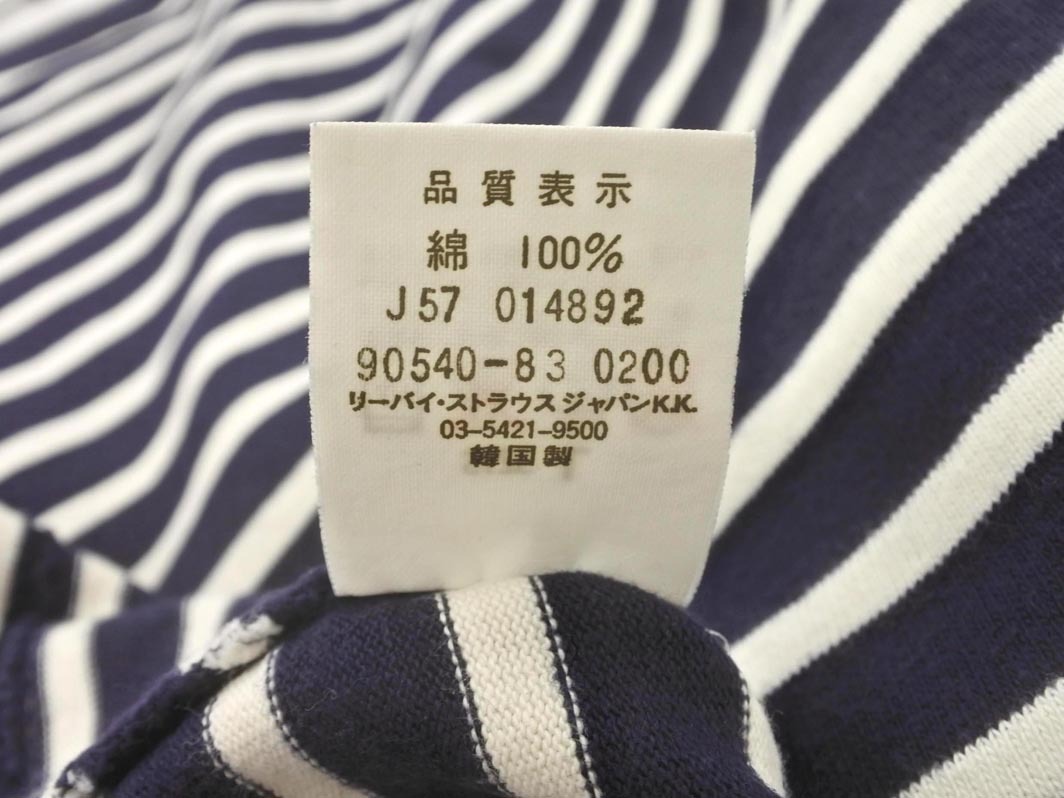 品質表示
綿 100%
J57 014892
90540-83 0200
リーバイ・ストラウス ジャパンK.K.
03-5421-9500
韓国製